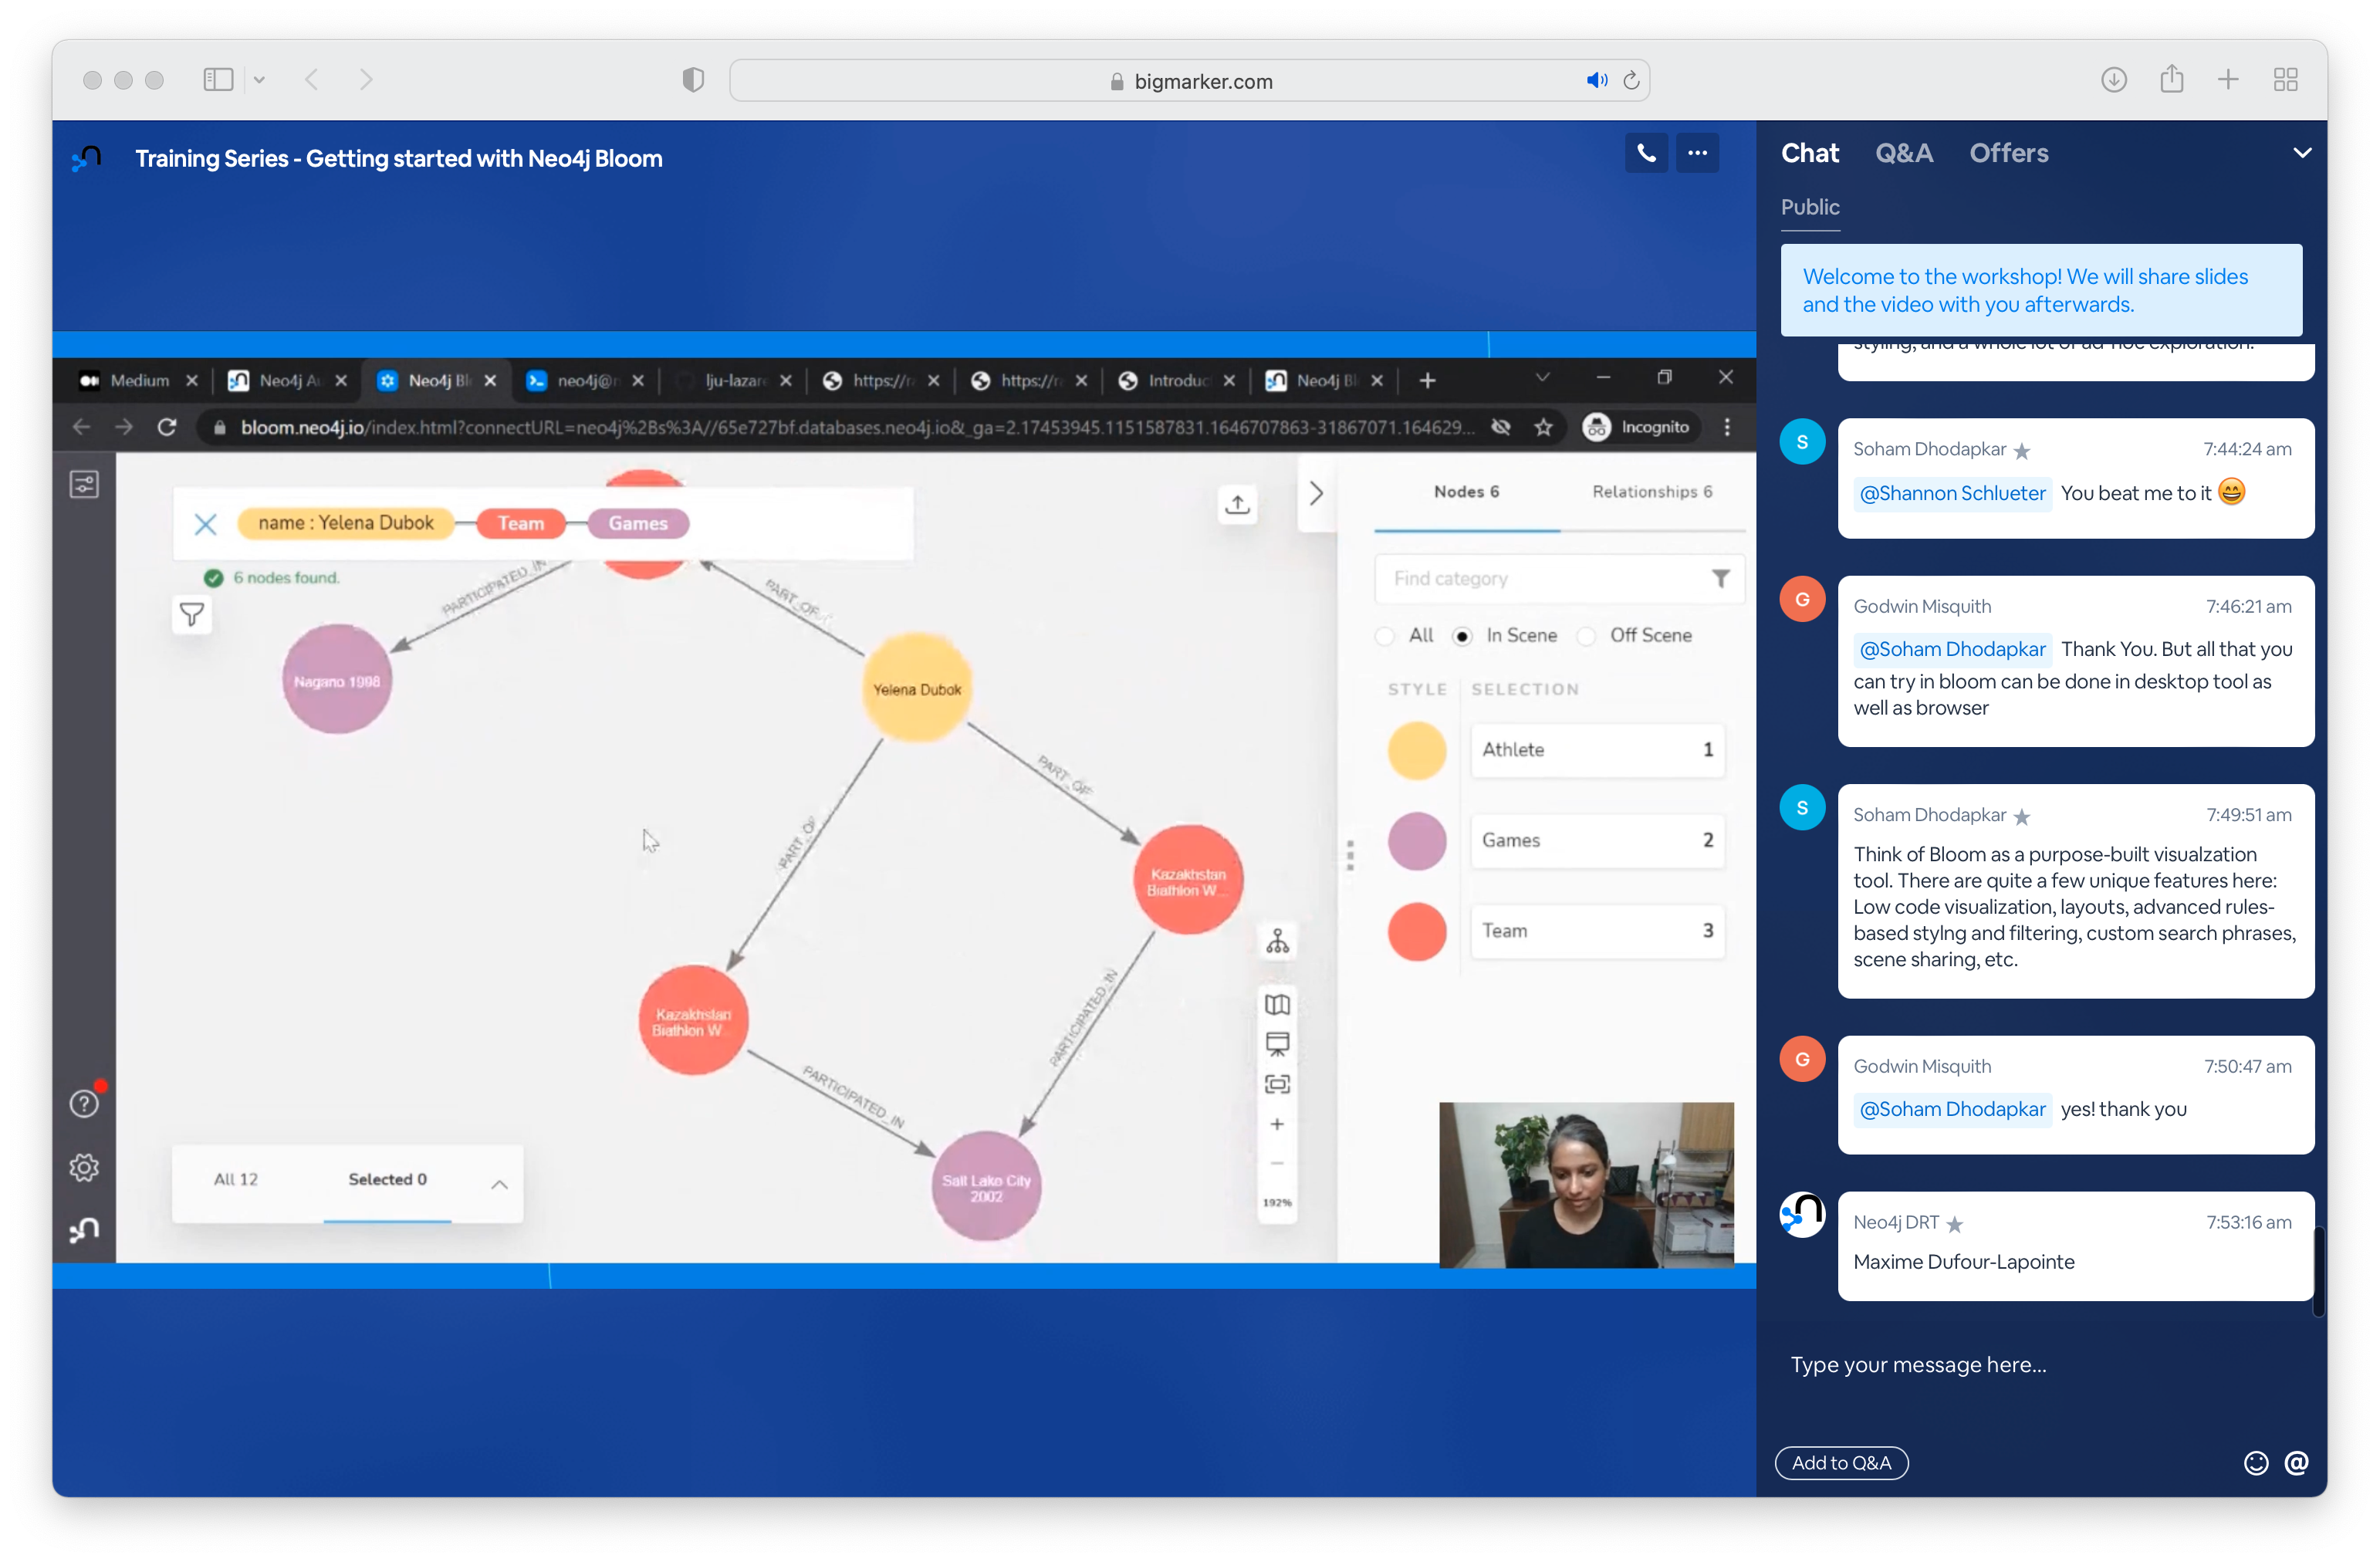 bigmarker.com
Training Series - Getting started with Neo4j Bloom
Medium
Neo4j Au
Neo4j Bl
neo4j@n
lju-lazar
https://ra
https://ra
Introduc
Neo4j Bl
bloom.neo4j.io/index.html?connectURL=neo4j%2Bs%3A//65e727bf.databases.neo4j.io&_ga=2.17453945.1151587831.1646707863-31867071.164629...
Incognito
name : Yelena Dubok
Team
Games
6 nodes found.
PARTICIPATED_IN
PART_OF
Nagano 1998
Yelena Dubok
PART_OF
PART_OF
Kazakhstan
Biathlon W...
Kazakhstan
Biathlon W...
PARTICIPATED_IN
PARTICIPATED_IN
Salt Lake City
2002
All 12
Selected 0
192%
Nodes 6
Relationships 6
Find category
All
In Scene
Off Scene
STYLE
SELECTION
Athlete 1
Games 2
Team 3
Chat
Q&A
Offers
Public
Welcome to the workshop! We will share slides
and the video with you afterwards.
styling, and a whole lot of ad-hoc exploration.
S
Soham Dhodapkar
7:44:24 am
@Shannon Schlueter You beat me to it 😄
G
Godwin Misquith
7:46:21 am
@Soham Dhodapkar Thank You. But all that you
can try in bloom can be done in desktop tool as
well as browser
S
Soham Dhodapkar
7:49:51 am
Think of Bloom as a purpose-built visualzation
tool. There are quite a few unique features here:
Low code visualization, layouts, advanced rules-
based stylng and filtering, custom search phrases,
scene sharing, etc.
G
Godwin Misquith
7:50:47 am
@Soham Dhodapkar yes! thank you
Neo4j DRT
7:53:16 am
Maxime Dufour-Lapointe
Type your message here...
Add to Q&A